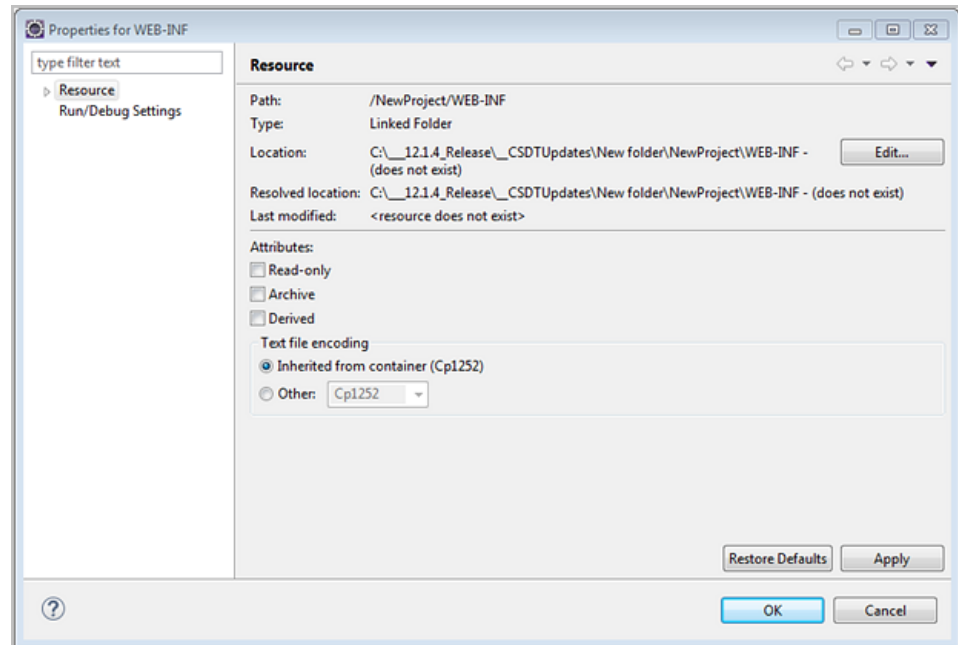 Properties for WEB-INF
type filter text
Resource
Run/Debug Settings
Resource
Path: /NewProject/WEB-INF
Type: Linked Folder
Location: C:\__12.1.4_Release\_CSDTUpdates\New folder\NewProject\WEB-INF -
(does not exist)
Edit...
Resolved location: C:\__12.1.4_Release\_CSDTUpdates\New folder\NewProject\WEB-INF - (does not exist)
Last modified: <resource does not exist>
Attributes:
Read-only
Archive
Derived
Text file encoding
Inherited from container (Cp1252)
Other: Cp1252
Restore Defaults Apply
? OK Cancel